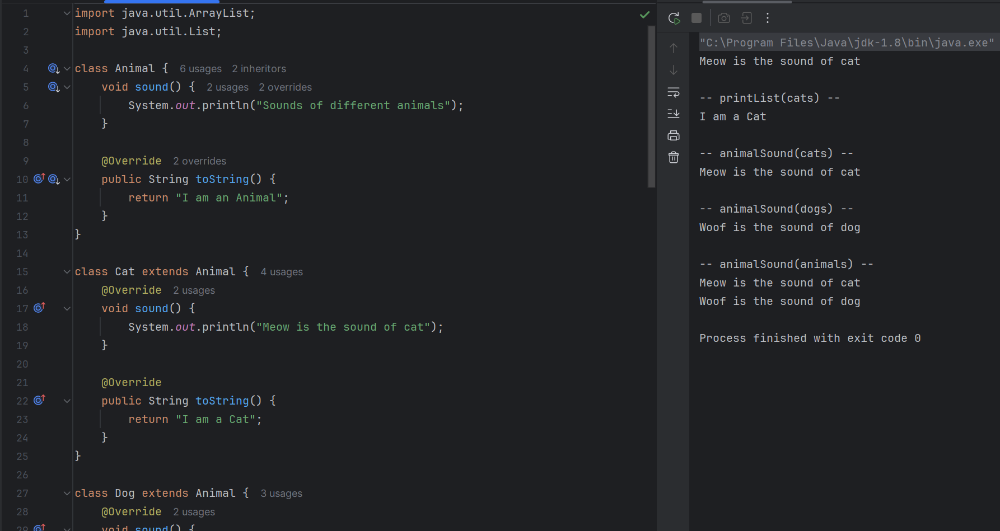 1 import java.util.ArrayList;
2 import java.util.List;
3
4 class Animal { 6 usages 2 inheritors
5 void sound() { 2 usages 2 overrides
6 System.out.println("Sounds of different animals");
7 }
8
9 @Override 2 overrides
10 public String toString() {
11 return "I am an Animal";
12 }
13 }
14
15 class Cat extends Animal { 4 usages
16 @Override 2 usages
17 void sound() {
18 System.out.println("Meow is the sound of cat");
19 }
20
21 @Override
22 public String toString() {
23 return "I am a Cat";
24 }
25 }
26
27 class Dog extends Animal { 3 usages
28 @Override 2 usages
29 void sound() {
"C:\Program Files\Java\jdk-1.8\bin\java.exe"
Meow is the sound of cat
-- printList(cats) --
I am a Cat
-- animalSound(cats) --
Meow is the sound of cat
-- animalSound(dogs) --
Woof is the sound of dog
-- animalSound(animals) --
Meow is the sound of cat
Woof is the sound of dog
Process finished with exit code 0